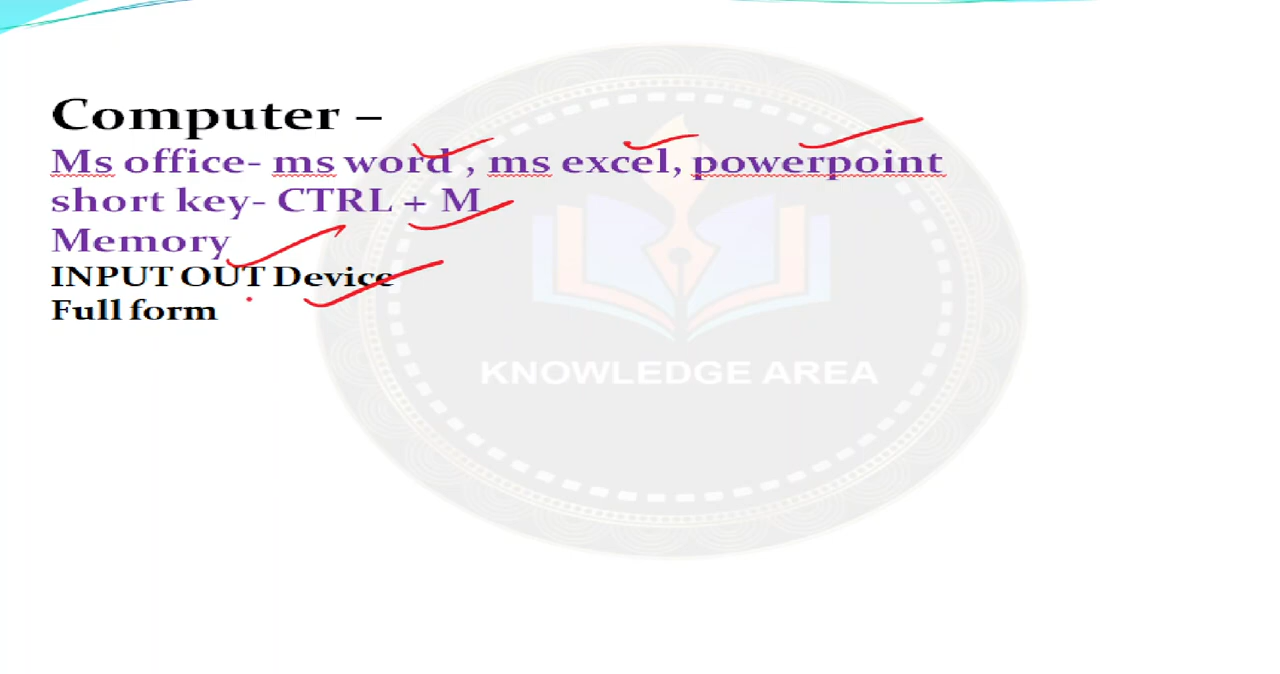 Computer –
Ms office- ms word , ms excel, powerpoint
short key- CTRL + M
Memory
INPUT OUT Device
Full form
KNOWLEDGE AREA